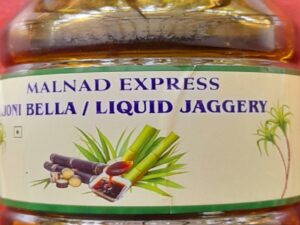 MALNAD EXPRESS
JONI BELLA / LIQUID JAGGERY